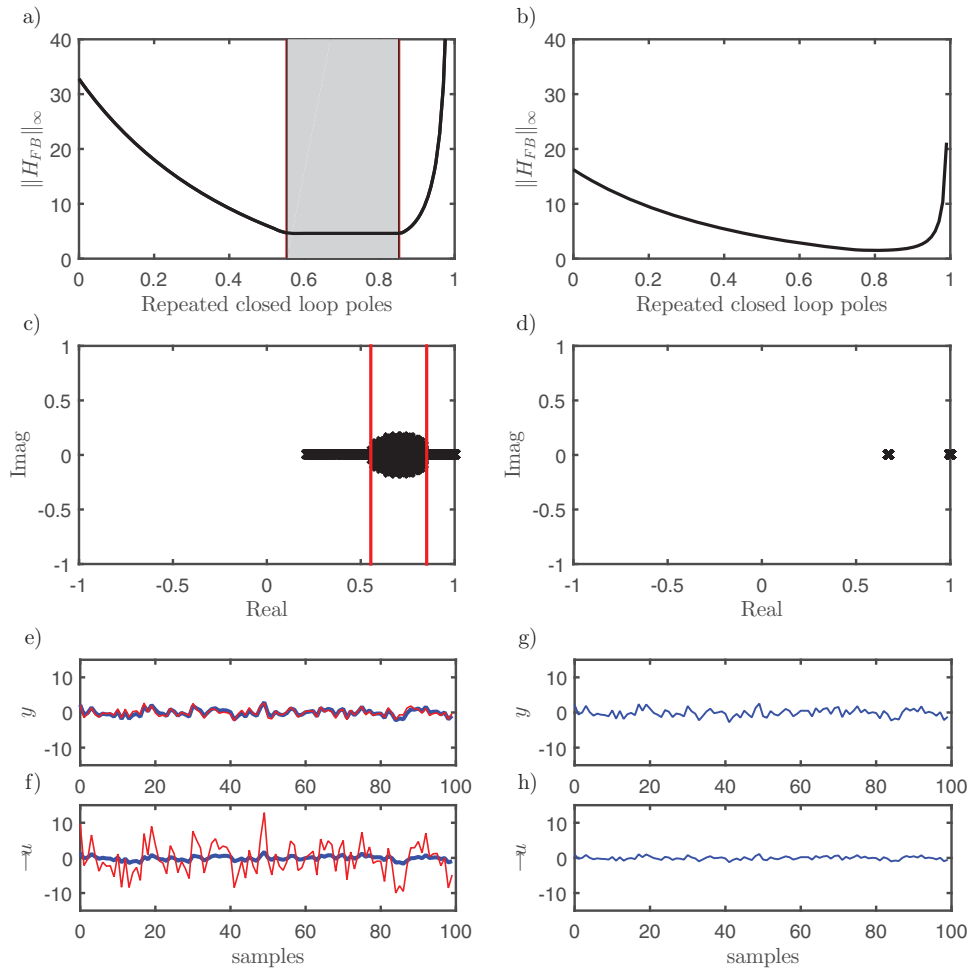 a)
40
30
20
10
0
‖H_FB‖_∞
0 0.2 0.4 0.6 0.8 1
Repeated closed loop poles
b)
40
30
20
10
0
‖H_FB‖_∞
0 0.2 0.4 0.6 0.8 1
Repeated closed loop poles
c)
1
0.5
0
-0.5
-1
Imag
-1 -0.5 0 0.5 1
Real
d)
1
0.5
0
-0.5
-1
Imag
-1 -0.5 0 0.5 1
Real
e)
10
0
-10
y
0 20 40 60 80 100
g)
10
0
-10
y
0 20 40 60 80 100
f)
10
0
-10
0 20 40 60 80 100
samples
h)
10
0
-10
0 20 40 60 80 100
samples